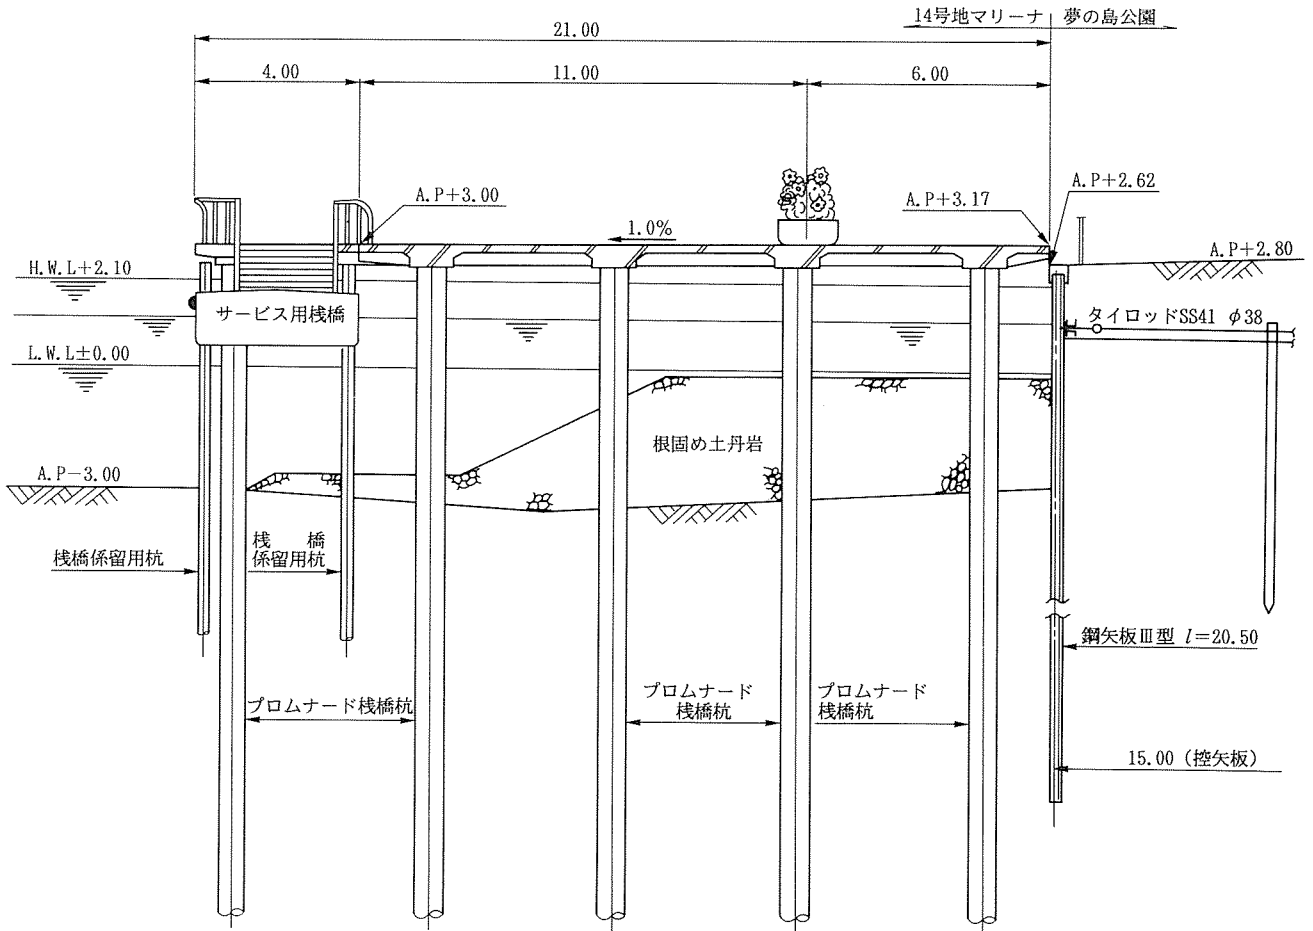 14号地マリーナ
夢の島公園
21.00
4.00
11.00
6.00
A.P+3.00
A.P+3.17
A.P+2.62
1.0%
A.P+2.80
H.W.L+2.10
サービス用桟橋
タイロッドSS41 φ38
L.W.L±0.00
根固め土丹岩
A.P−3.00
桟橋係留用杭
桟橋
係留用杭
鋼矢板Ⅲ型 l=20.50
プロムナード桟橋杭
プロムナード
桟橋杭
プロムナード
桟橋杭
15.00（控矢板）